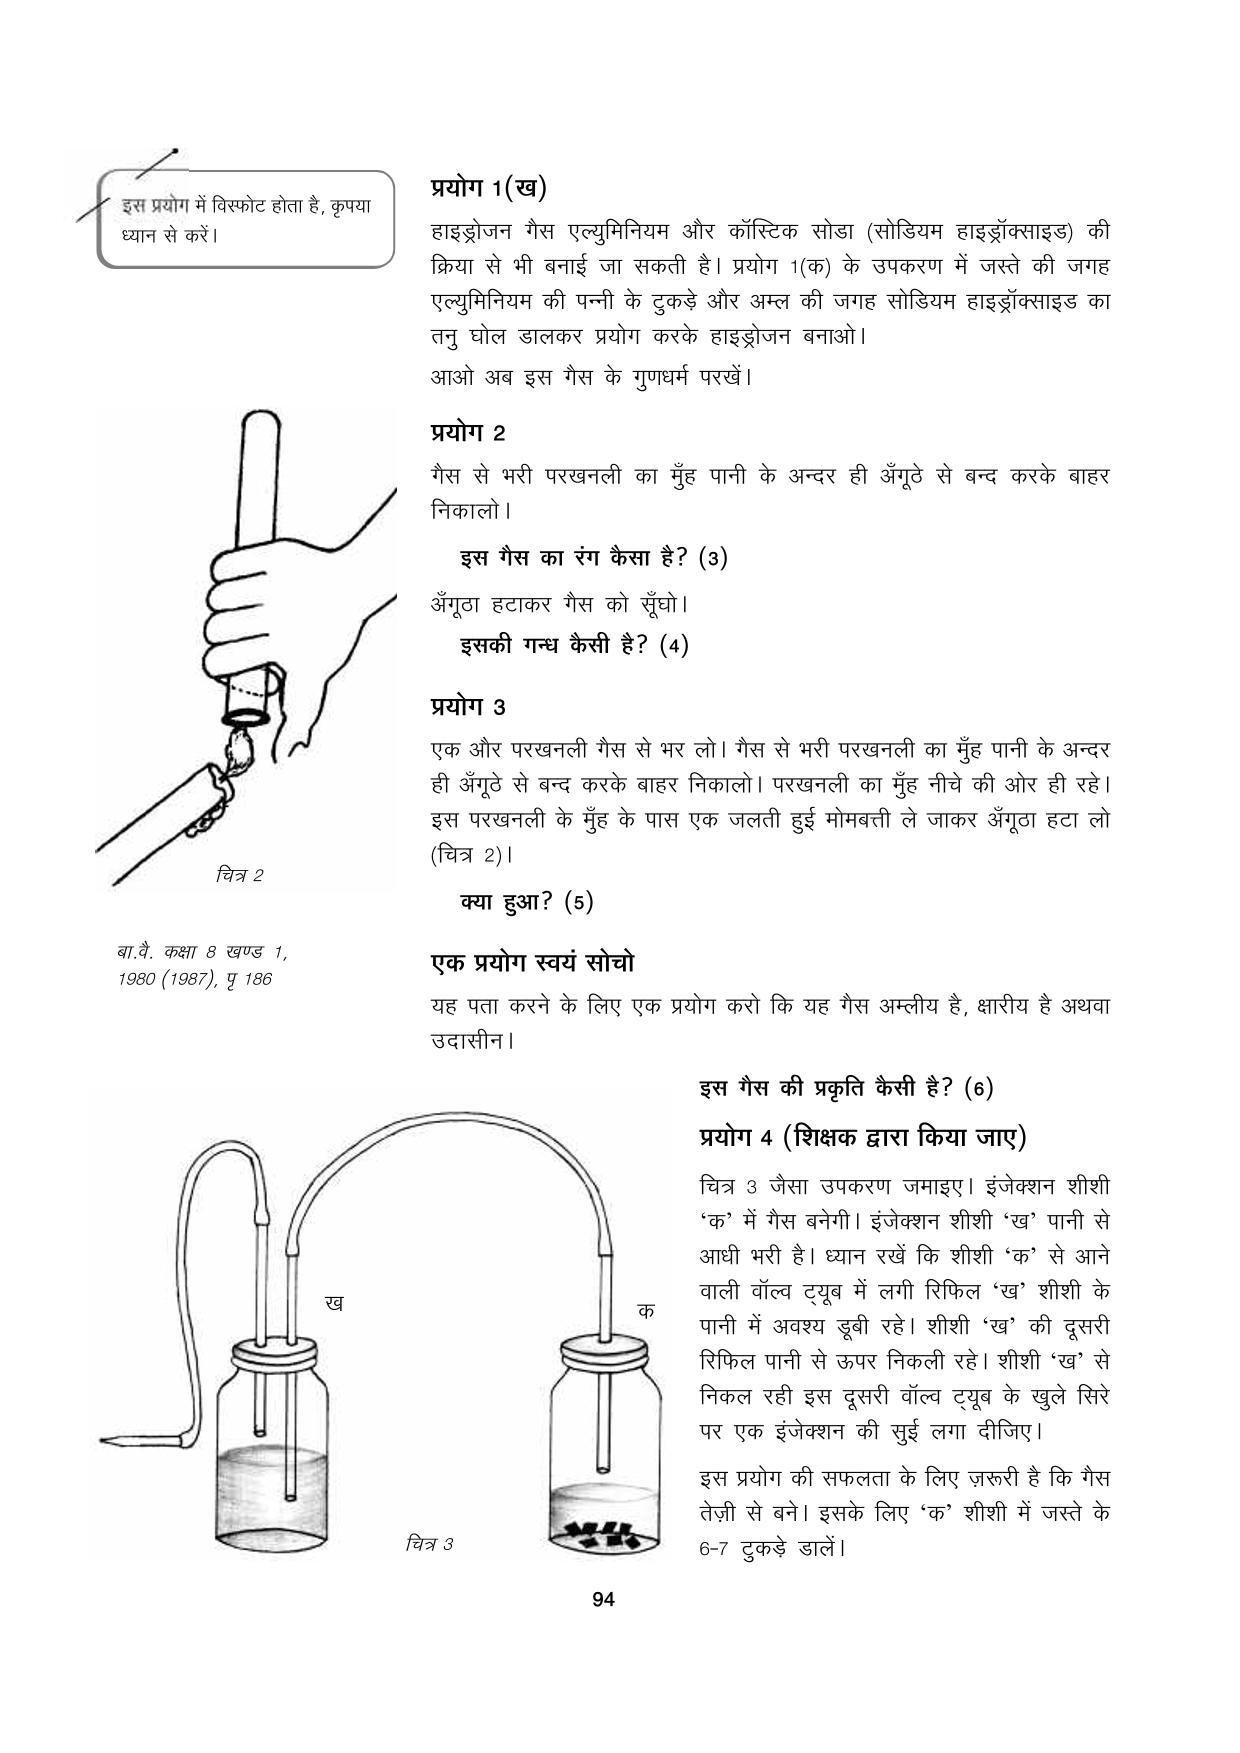 इस प्रयोग में विस्फोट होता है, कृपया
ध्यान से करें।
प्रयोग 1(ख)
हाइड्रोजन गैस एल्युमिनियम और कॉस्टिक सोडा (सोडियम हाइड्रॉक्साइड) की
क्रिया से भी बनाई जा सकती है। प्रयोग 1(क) के उपकरण में जस्ते की जगह
एल्युमिनियम की पन्नी के टुकड़े और अम्ल की जगह सोडियम हाइड्रॉक्साइड का
तनु घोल डालकर प्रयोग करके हाइड्रोजन बनाओ।
आओ अब इस गैस के गुणधर्म परखें।
प्रयोग 2
गैस से भरी परखनली का मुँह पानी के अन्दर ही अँगूठे से बन्द करके बाहर
निकालो।
इस गैस का रंग कैसा है? (3)
अँगूठा हटाकर गैस को सूँघो।
इसकी गन्ध कैसी है? (4)
प्रयोग 3
एक और परखनली गैस से भर लो। गैस से भरी परखनली का मुँह पानी के अन्दर
ही अँगूठे से बन्द करके बाहर निकालो। परखनली का मुँह नीचे की ओर ही रहे।
इस परखनली के मुँह के पास एक जलती हुई मोमबत्ती ले जाकर अँगूठा हटा लो
(चित्र 2)।
क्या हुआ? (5)
चित्र 2
बा.वै. कक्षा 8 खण्ड 1,
1980 (1987), पृ 186
एक प्रयोग स्वयं सोचो
यह पता करने के लिए एक प्रयोग करो कि यह गैस अम्लीय है, क्षारीय है अथवा
उदासीन।
इस गैस की प्रकृति कैसी है? (6)
प्रयोग 4 (शिक्षक द्वारा किया जाए)
चित्र 3 जैसा उपकरण जमाइए। इंजेक्शन शीशी
‘क’ में गैस बनेगी। इंजेक्शन शीशी ‘ख’ पानी से
आधी भरी है। ध्यान रखें कि शीशी ‘क’ से आने
वाली वॉल्व ट्यूब में लगी रिफिल ‘ख’ शीशी के
पानी में अवश्य डूबी रहे। शीशी ‘ख’ की दूसरी
रिफिल पानी से ऊपर निकली रहे। शीशी ‘ख’ से
निकल रही इस दूसरी वॉल्व ट्यूब के खुले सिरे
पर एक इंजेक्शन की सुई लगा दीजिए।
इस प्रयोग की सफलता के लिए ज़रूरी है कि गैस
तेज़ी से बने। इसके लिए ‘क’ शीशी में जस्ते के
6-7 टुकड़े डालें।
ख
क
चित्र 3
94